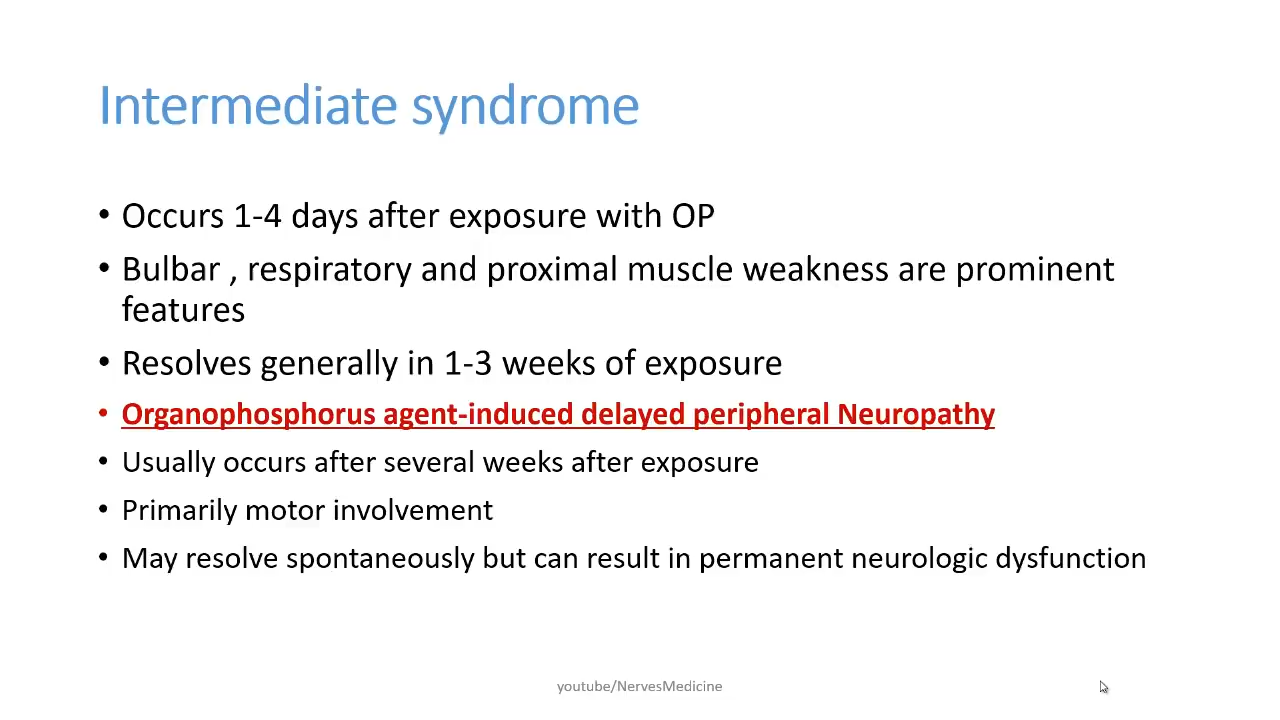 Intermediate syndrome
• Occurs 1-4 days after exposure with OP
• Bulbar , respiratory and proximal muscle weakness are prominent
features
• Resolves generally in 1-3 weeks of exposure
• Organophosphorus agent-induced delayed peripheral Neuropathy
• Usually occurs after several weeks after exposure
• Primarily motor involvement
• May resolve spontaneously but can result in permanent neurologic dysfunction
youtube/NervesMedicine